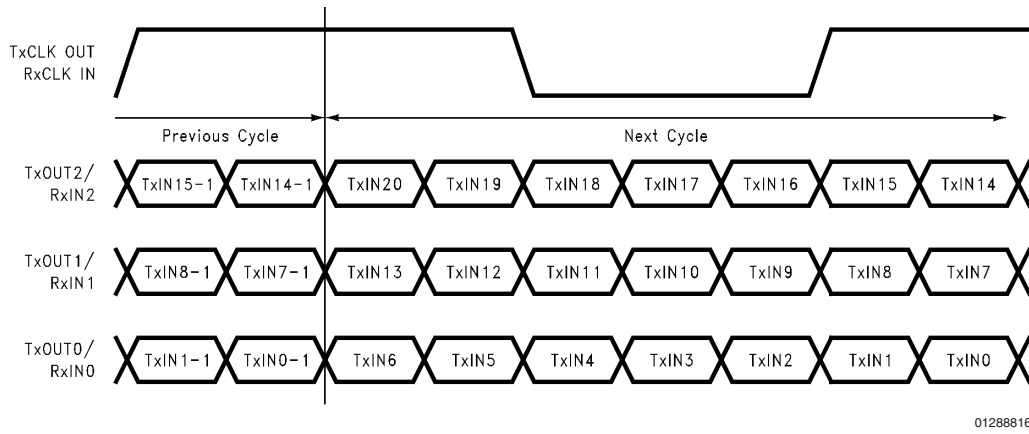 TxCLK OUT
RxCLK IN
Previous Cycle
Next Cycle
TxOUT2/
RxIN2
TxIN15-1 TxIN14-1 TxIN20 TxIN19 TxIN18 TxIN17 TxIN16 TxIN15 TxIN14
TxOUT1/
RxIN1
TxIN8-1 TxIN7-1 TxIN13 TxIN12 TxIN11 TxIN10 TxIN9 TxIN8 TxIN7
TxOUT0/
RxIN0
TxIN1-1 TxIN0-1 TxIN6 TxIN5 TxIN4 TxIN3 TxIN2 TxIN1 TxIN0
01288816